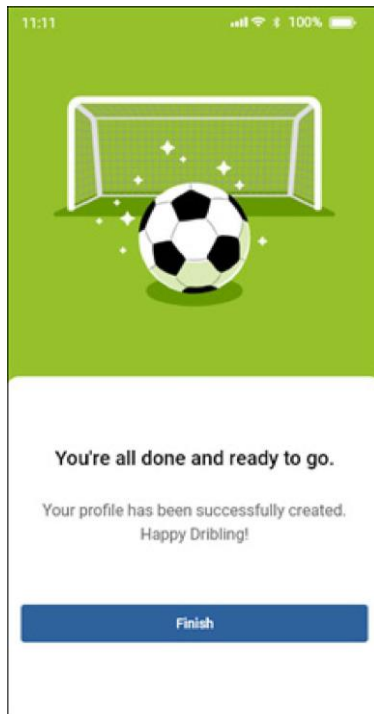 11:11 100%
You're all done and ready to go.
Your profile has been successfully created.
Happy Dribling!
Finish